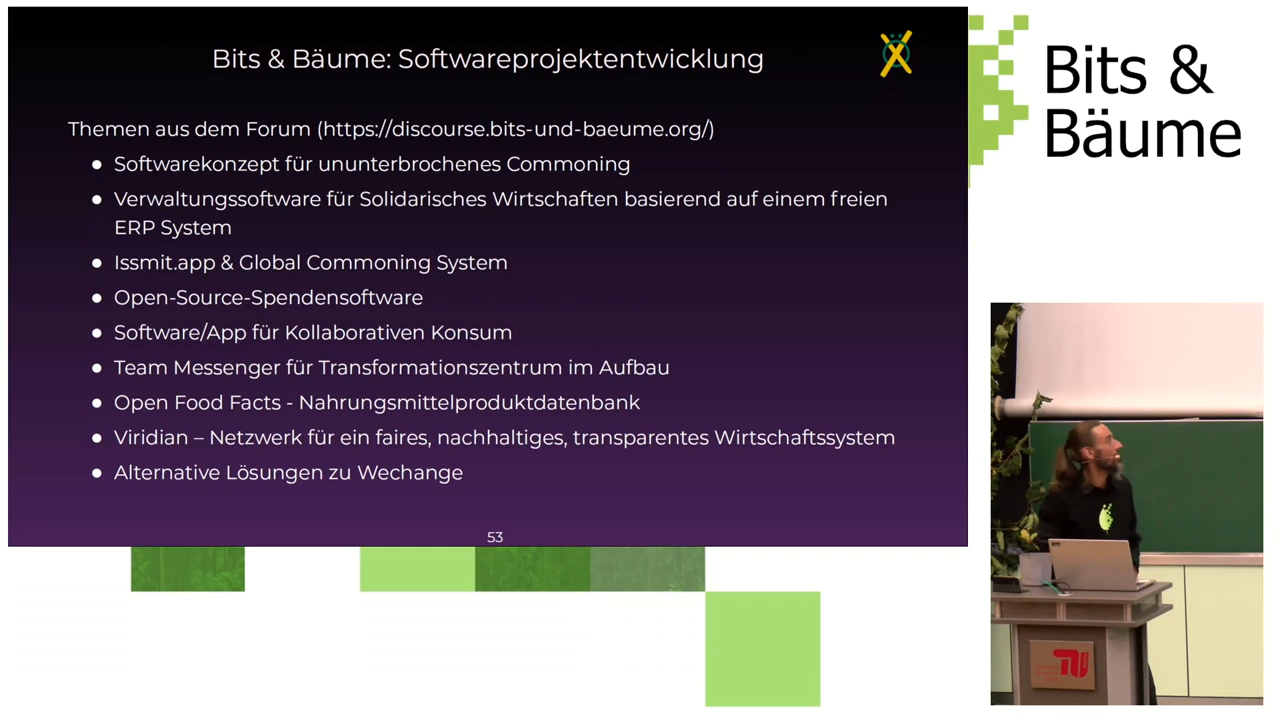 Bits & Bäume: Softwareprojektentwicklung
Themen aus dem Forum (https://discourse.bits-und-baeume.org/)
● Softwarekonzept für ununterbrochenes Commoning
● Verwaltungssoftware für Solidarisches Wirtschaften basierend auf einem freien
ERP System
● Issmit.app & Global Commoning System
● Open-Source-Spendensoftware
● Software/App für Kollaborativen Konsum
● Team Messenger für Transformationszentrum im Aufbau
● Open Food Facts - Nahrungsmittelproduktdatenbank
● Viridian – Netzwerk für ein faires, nachhaltiges, transparentes Wirtschaftssystem
● Alternative Lösungen zu Wechange
53
Bits &
Bäume